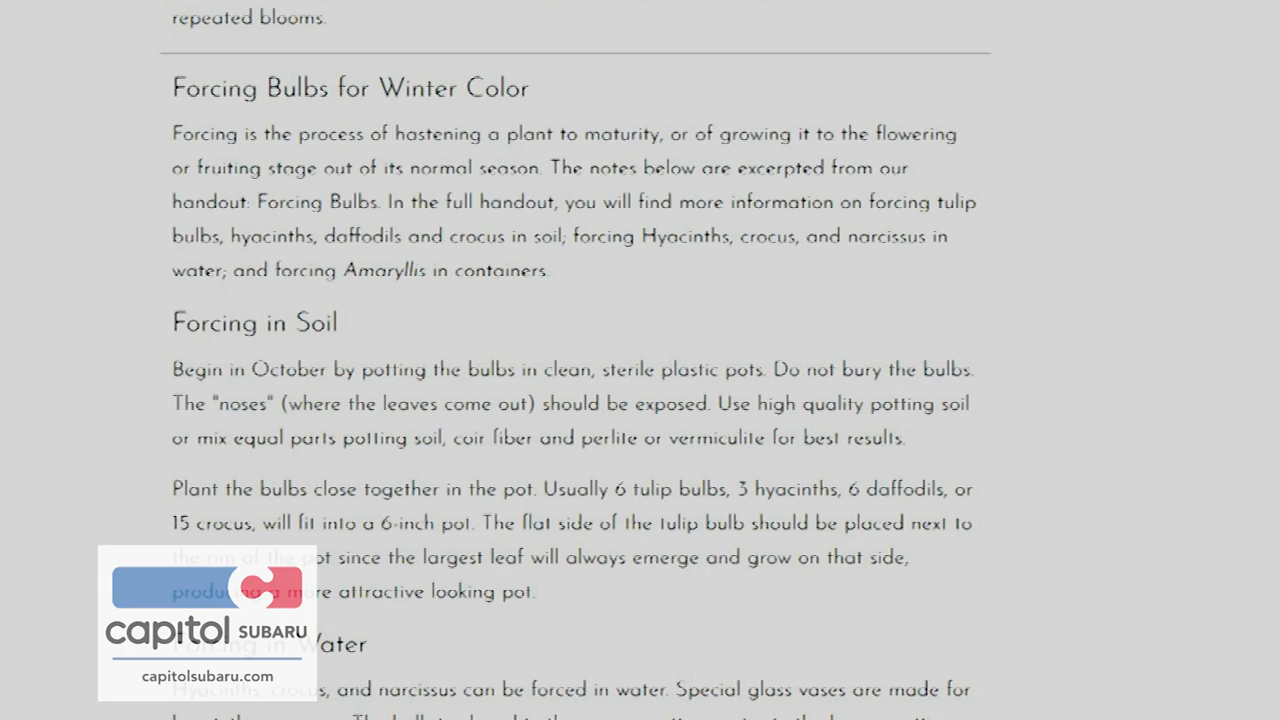 repeated blooms.
Forcing Bulbs for Winter Color
Forcing is the process of hastening a plant to maturity, or of growing it to the flowering
or fruiting stage out of its normal season. The notes below are excerpted from our
handout: Forcing Bulbs. In the full handout, you will find more information on forcing tulip
bulbs, hyacinths, daffodils and crocus in soil; forcing Hyacinths, crocus, and narcissus in
water; and forcing Amaryllis in containers.
Forcing in Soil
Begin in October by potting the bulbs in clean, sterile plastic pots. Do not bury the bulbs.
The "noses" (where the leaves come out) should be exposed. Use high quality potting soil
or mix equal parts potting soil, coir fiber and perlite or vermiculite for best results.
Plant the bulbs close together in the pot. Usually 6 tulip bulbs, 3 hyacinths, 6 daffodils, or
15 crocus, will fit into a 6-inch pot. The flat side of the tulip bulb should be placed next to
the rim of the pot since the largest leaf will always emerge and grow on that side,
producing a more attractive looking pot.
Forcing in Water
Hyacinths, crocus, and narcissus can be forced in water. Special glass vases are made for
capitol SUBARU
capitolsubaru.com